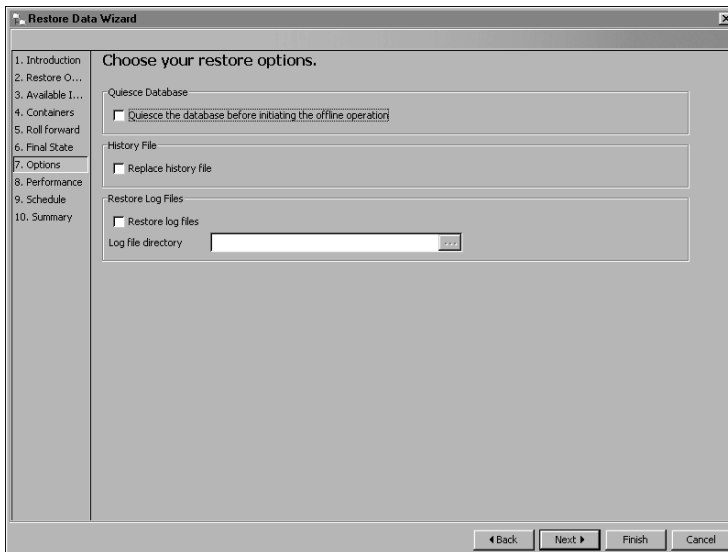 Restore Data Wizard
1. Introduction
2. Restore O...
3. Available I...
4. Containers
5. Roll forward
6. Final State
7. Options
8. Performance
9. Schedule
10. Summary
Choose your restore options.
Quiesce Database
Quiesce the database before initiating the offline operation
History File
Replace history file
Restore Log Files
Restore log files
Log file directory
...
Back
Next
Finish
Cancel